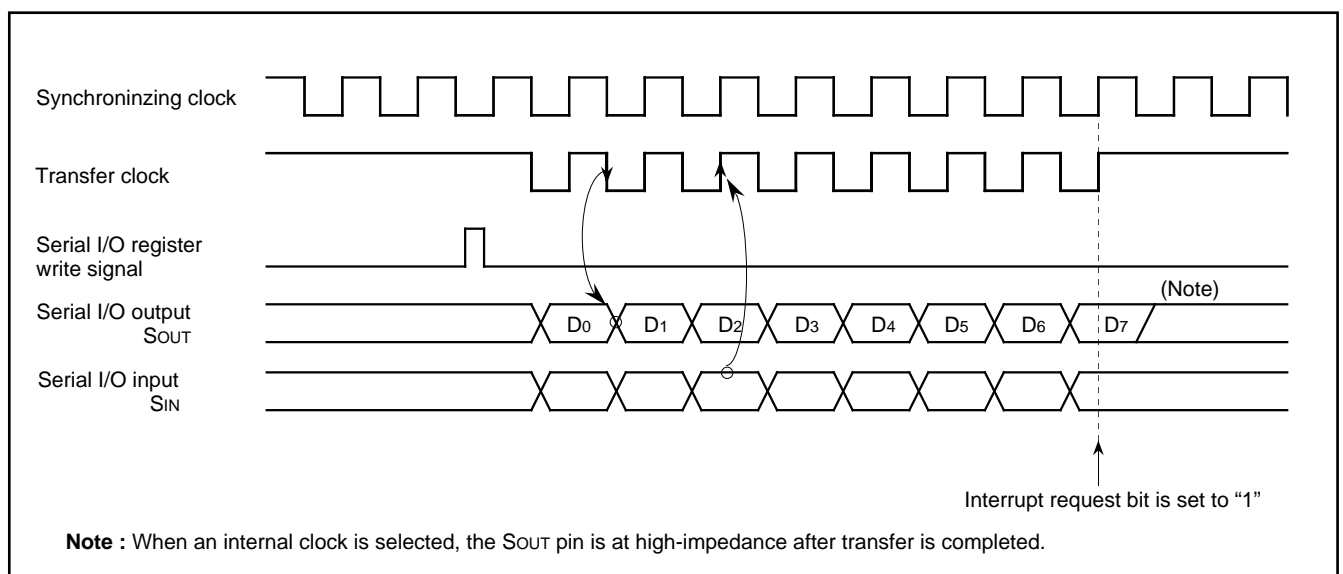 Synchroninzing clock
Transfer clock
Serial I/O register
write signal
(Note)
Serial I/O output
SOUT
D0 D1 D2 D3 D4 D5 D6 D7
Serial I/O input
SIN
Interrupt request bit is set to “1”
Note : When an internal clock is selected, the SOUT pin is at high-impedance after transfer is completed.